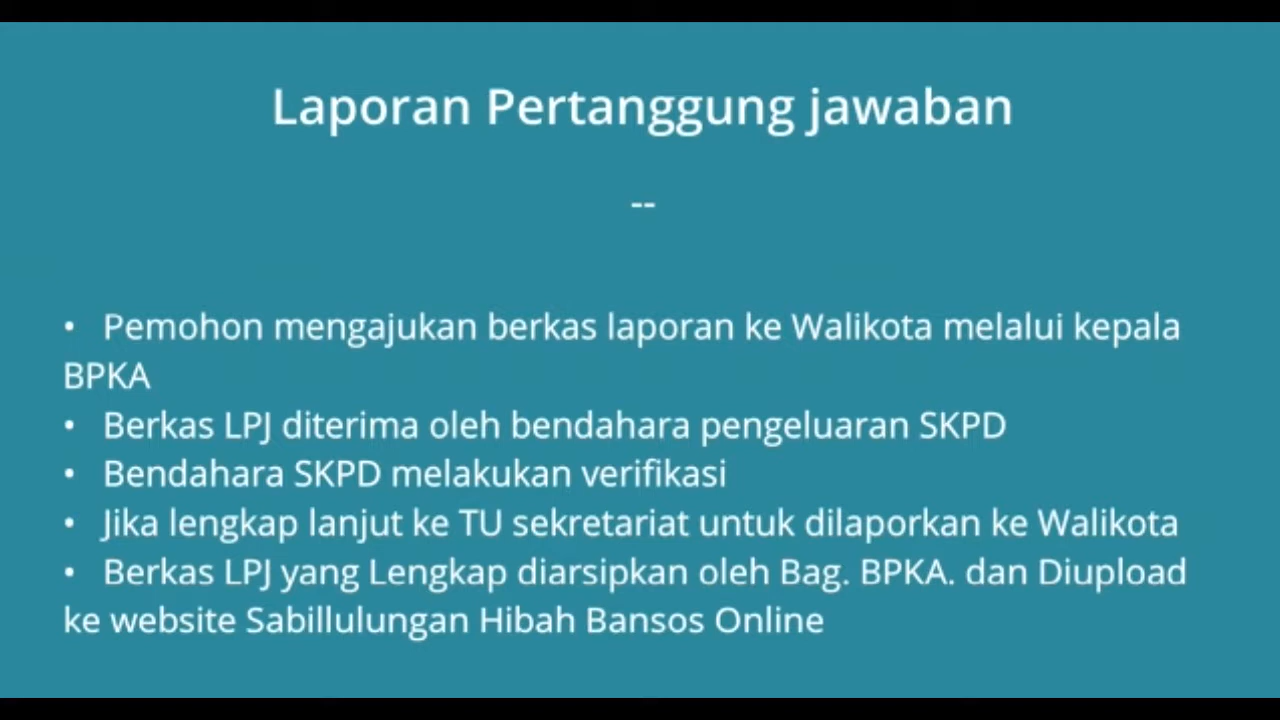 Laporan Pertanggung jawaban
--
• Pemohon mengajukan berkas laporan ke Walikota melalui kepala
BPKA
• Berkas LPJ diterima oleh bendahara pengeluaran SKPD
• Bendahara SKPD melakukan verifikasi
• Jika lengkap lanjut ke TU sekretariat untuk dilaporkan ke Walikota
• Berkas LPJ yang Lengkap diarsipkan oleh Bag. BPKA. dan Diupload
ke website Sabillulungan Hibah Bansos Online